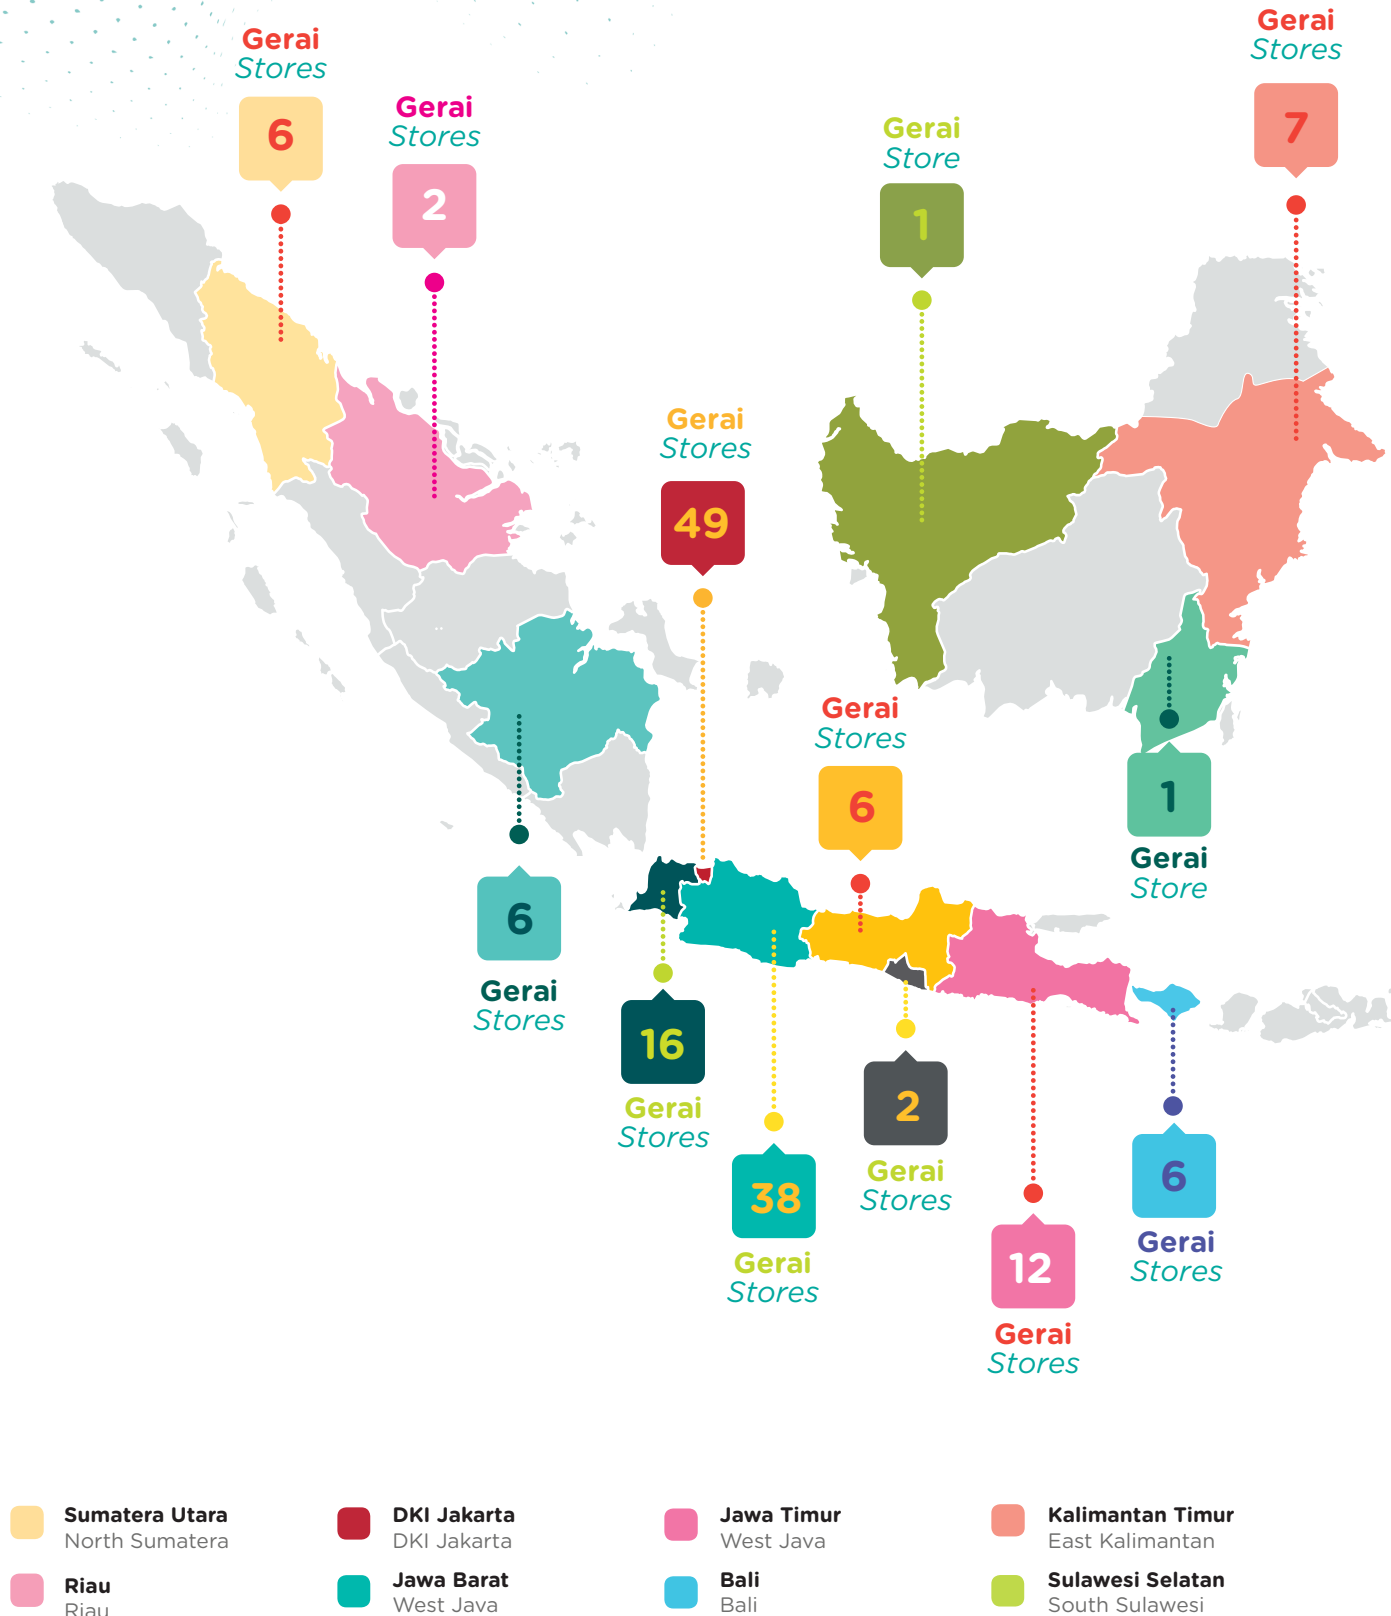 Gerai
Stores
6
Gerai
Stores
2
Gerai
Store
1
Gerai
Stores
7
Gerai
Stores
49
Gerai
Stores
6
1
Gerai
Store
6
Gerai
Stores
16
Gerai
Stores
38
Gerai
Stores
2
Gerai
Stores
12
Gerai
Stores
6
Gerai
Stores
Sumatera Utara
North Sumatera
Riau
Riau
DKI Jakarta
DKI Jakarta
Jawa Barat
West Java
Jawa Timur
West Java
Bali
Bali
Kalimantan Timur
East Kalimantan
Sulawesi Selatan
South Sulawesi